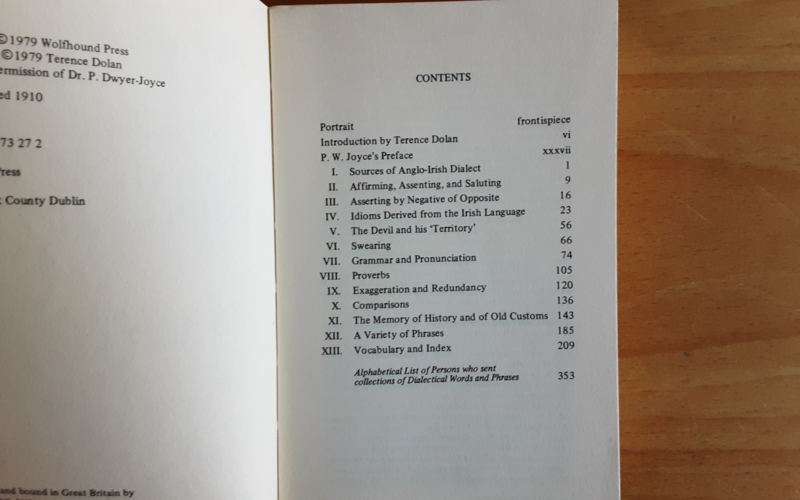 ©1979 Wolfhound Press
©1979 Terence Dolan
ermission of Dr. P. Dwyer-Joyce
ed 1910
73 27 2
Press
County Dublin
and bound in Great Britain by
CONTENTS
Portrait frontispiece
Introduction by Terence Dolan vi
P. W. Joyce's Preface xxxvii
I. Sources of Anglo-Irish Dialect 1
II. Affirming, Assenting, and Saluting 9
III. Asserting by Negative of Opposite 16
IV. Idioms Derived from the Irish Language 23
V. The Devil and his 'Territory' 56
VI. Swearing 66
VII. Grammar and Pronunciation 74
VIII. Proverbs 105
IX. Exaggeration and Redundancy 120
X. Comparisons 136
XI. The Memory of History and of Old Customs 143
XII. A Variety of Phrases 185
XIII. Vocabulary and Index 209
Alphabetical List of Persons who sent
collections of Dialectical Words and Phrases 353